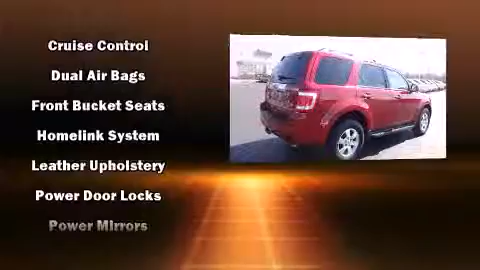 Cruise Control
Dual Air Bags
Front Bucket Seats
Homelink System
Leather Upholstery
Power Door Locks
Power Mirrors